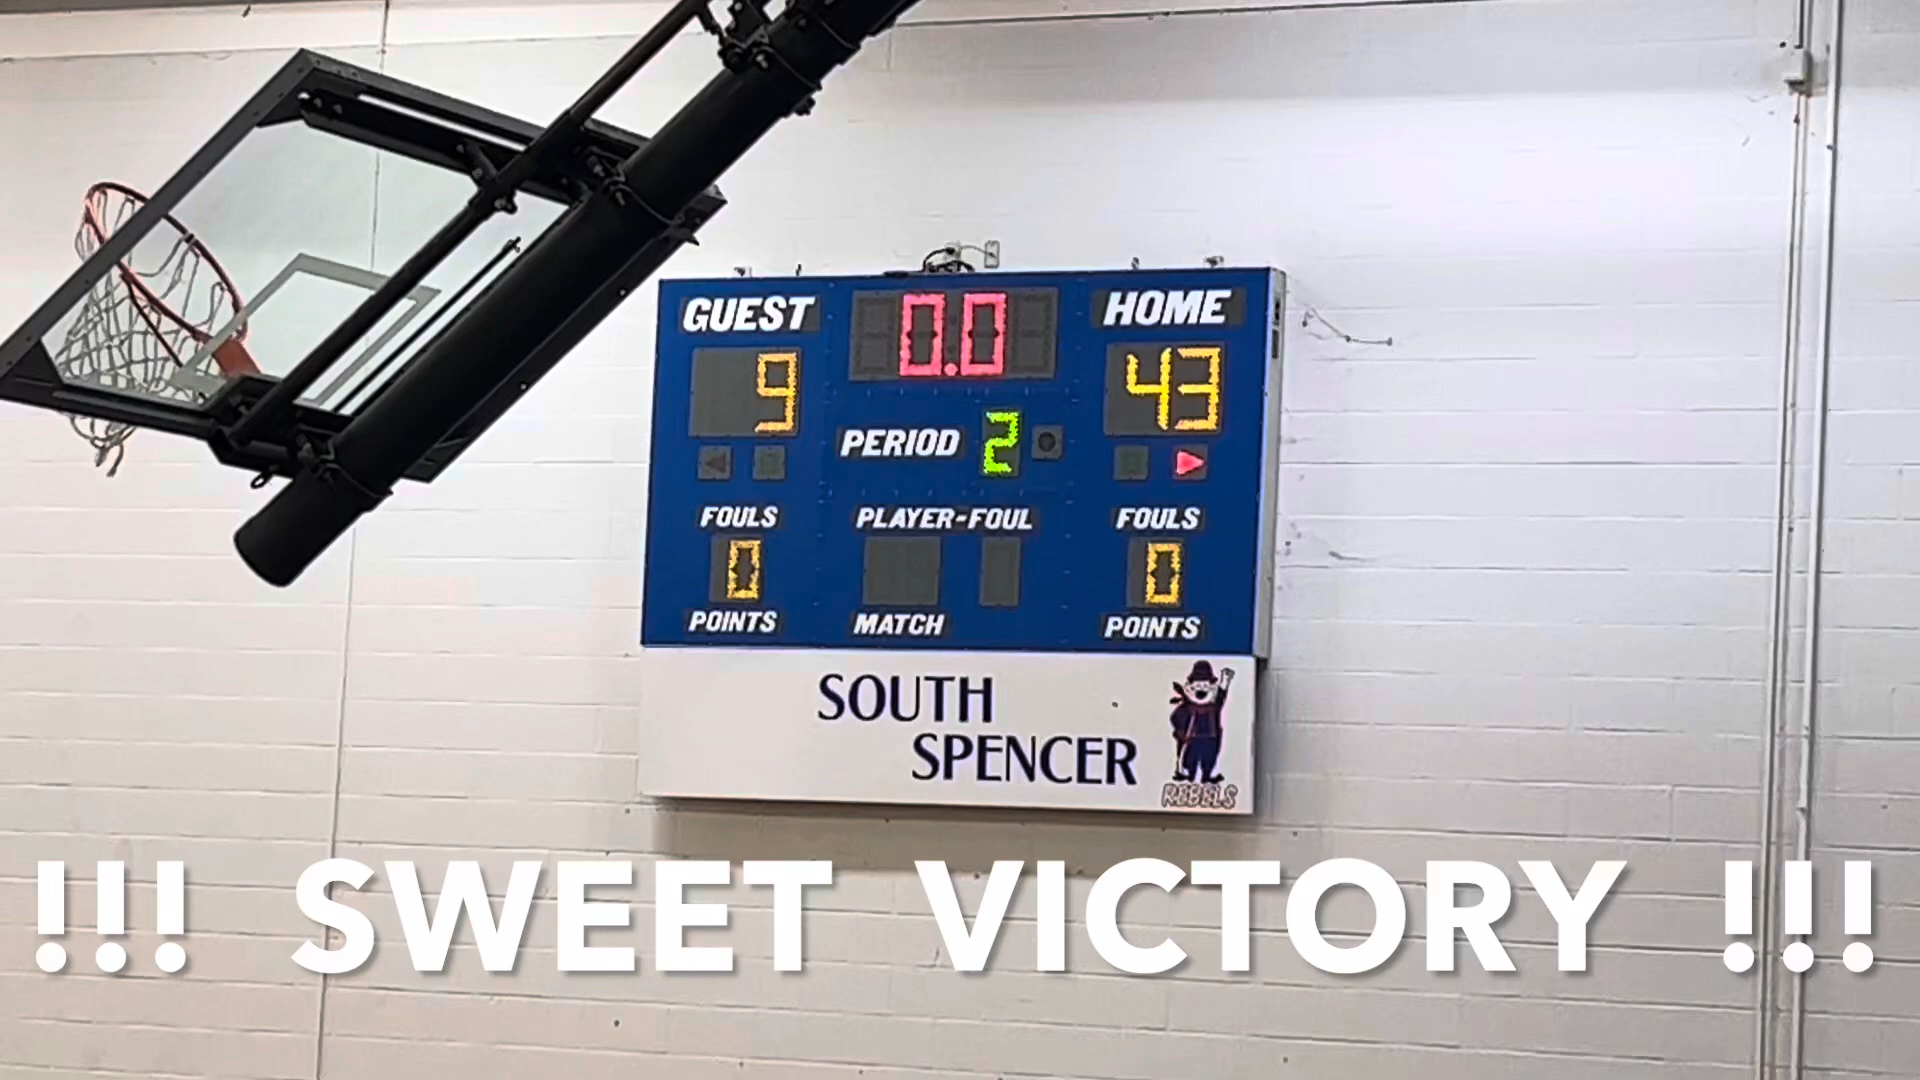 GUEST 0.0 HOME
9 43
PERIOD 2
FOULS PLAYER-FOUL FOULS
0 0
POINTS MATCH POINTS
SOUTH
SPENCER
REBELS
!!! SWEET VICTORY !!!